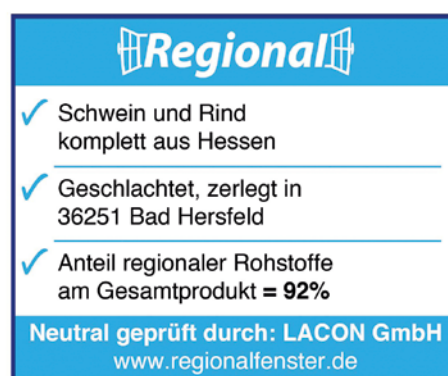 Regional
Schwein und Rind
komplett aus Hessen
Geschlachtet, zerlegt in
36251 Bad Hersfeld
Anteil regionaler Rohstoffe
am Gesamtprodukt = 92%
Neutral geprüft durch: LACON GmbH
www.regionalfenster.de